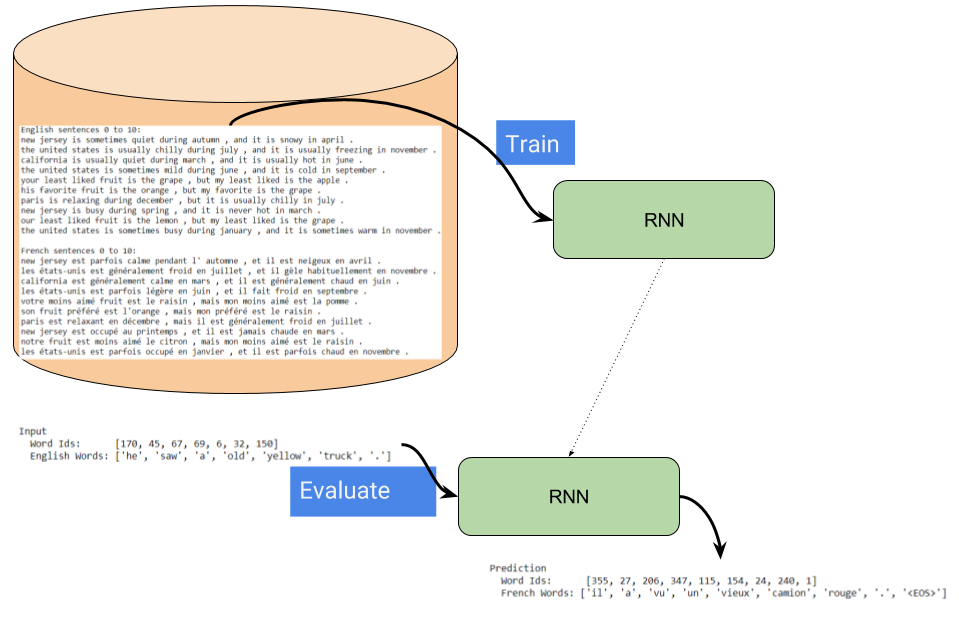 English sentences 0 to 10:
new jersey is sometimes quiet during autumn , and it is snowy in april .
the united states is usually chilly during july , and it is usually freezing in november .
california is usually quiet during march , and it is usually hot in june .
the united states is sometimes mild during june , and it is cold in september .
your least liked fruit is the grape , but my least liked is the apple .
his favorite fruit is the orange , but my favorite is the grape .
paris is relaxing during december , but it is usually chilly in july .
new jersey is busy during spring , and it is never hot in march .
our least liked fruit is the lemon , but my least liked is the grape .
the united states is sometimes busy during january , and it is sometimes warm in november .
French sentences 0 to 10:
new jersey est parfois calme pendant l' automne , et il est neigeux en avril .
les états-unis est généralement froid en juillet , et il gèle habituellement en novembre .
california est généralement calme en mars , et il est généralement chaud en juin .
les états-unis est parfois légère en juin , et il fait froid en septembre .
votre moins aimé fruit est le raisin , mais mon moins aimé est la pomme .
son fruit préféré est l'orange , mais mon préféré est le raisin .
paris est relaxant en décembre , mais il est généralement froid en juillet .
new jersey est occupé au printemps , et il est jamais chaude en mars .
notre fruit est moins aimé le citron , mais mon moins aimé est le raisin .
les états-unis est parfois occupé en janvier , et il est parfois chaud en novembre .
Train
RNN
Input
Word Ids: [170, 45, 67, 69, 6, 32, 150]
English Words: ['he', 'saw', 'a', 'old', 'yellow', 'truck', '.']
Evaluate
RNN
Prediction
Word Ids: [355, 27, 206, 347, 115, 154, 24, 240, 1]
French Words: ['il', 'a', 'vu', 'un', 'vieux', 'camion', 'rouge', '.', '<EOS>']